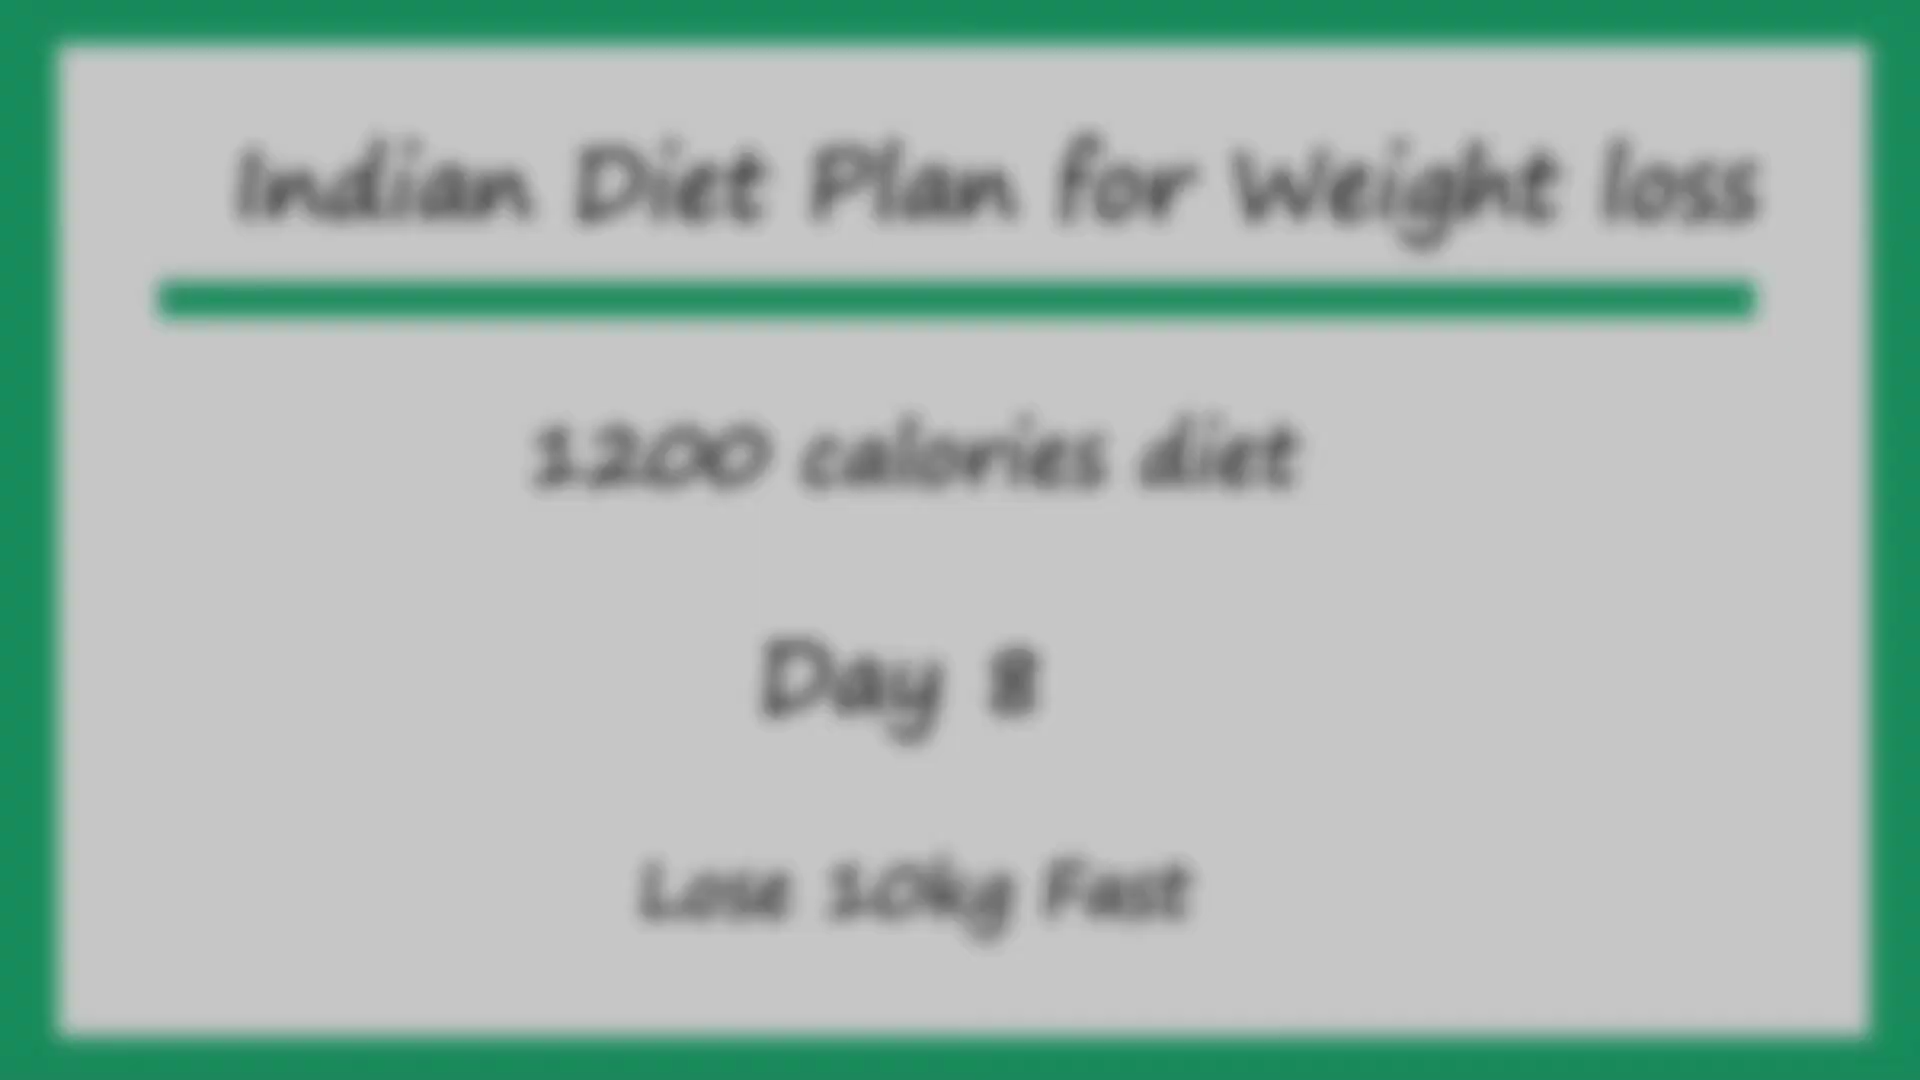 Indian Diet Plan for Weight loss
1200 calories diet
Day 8
Lose 10kg Fast